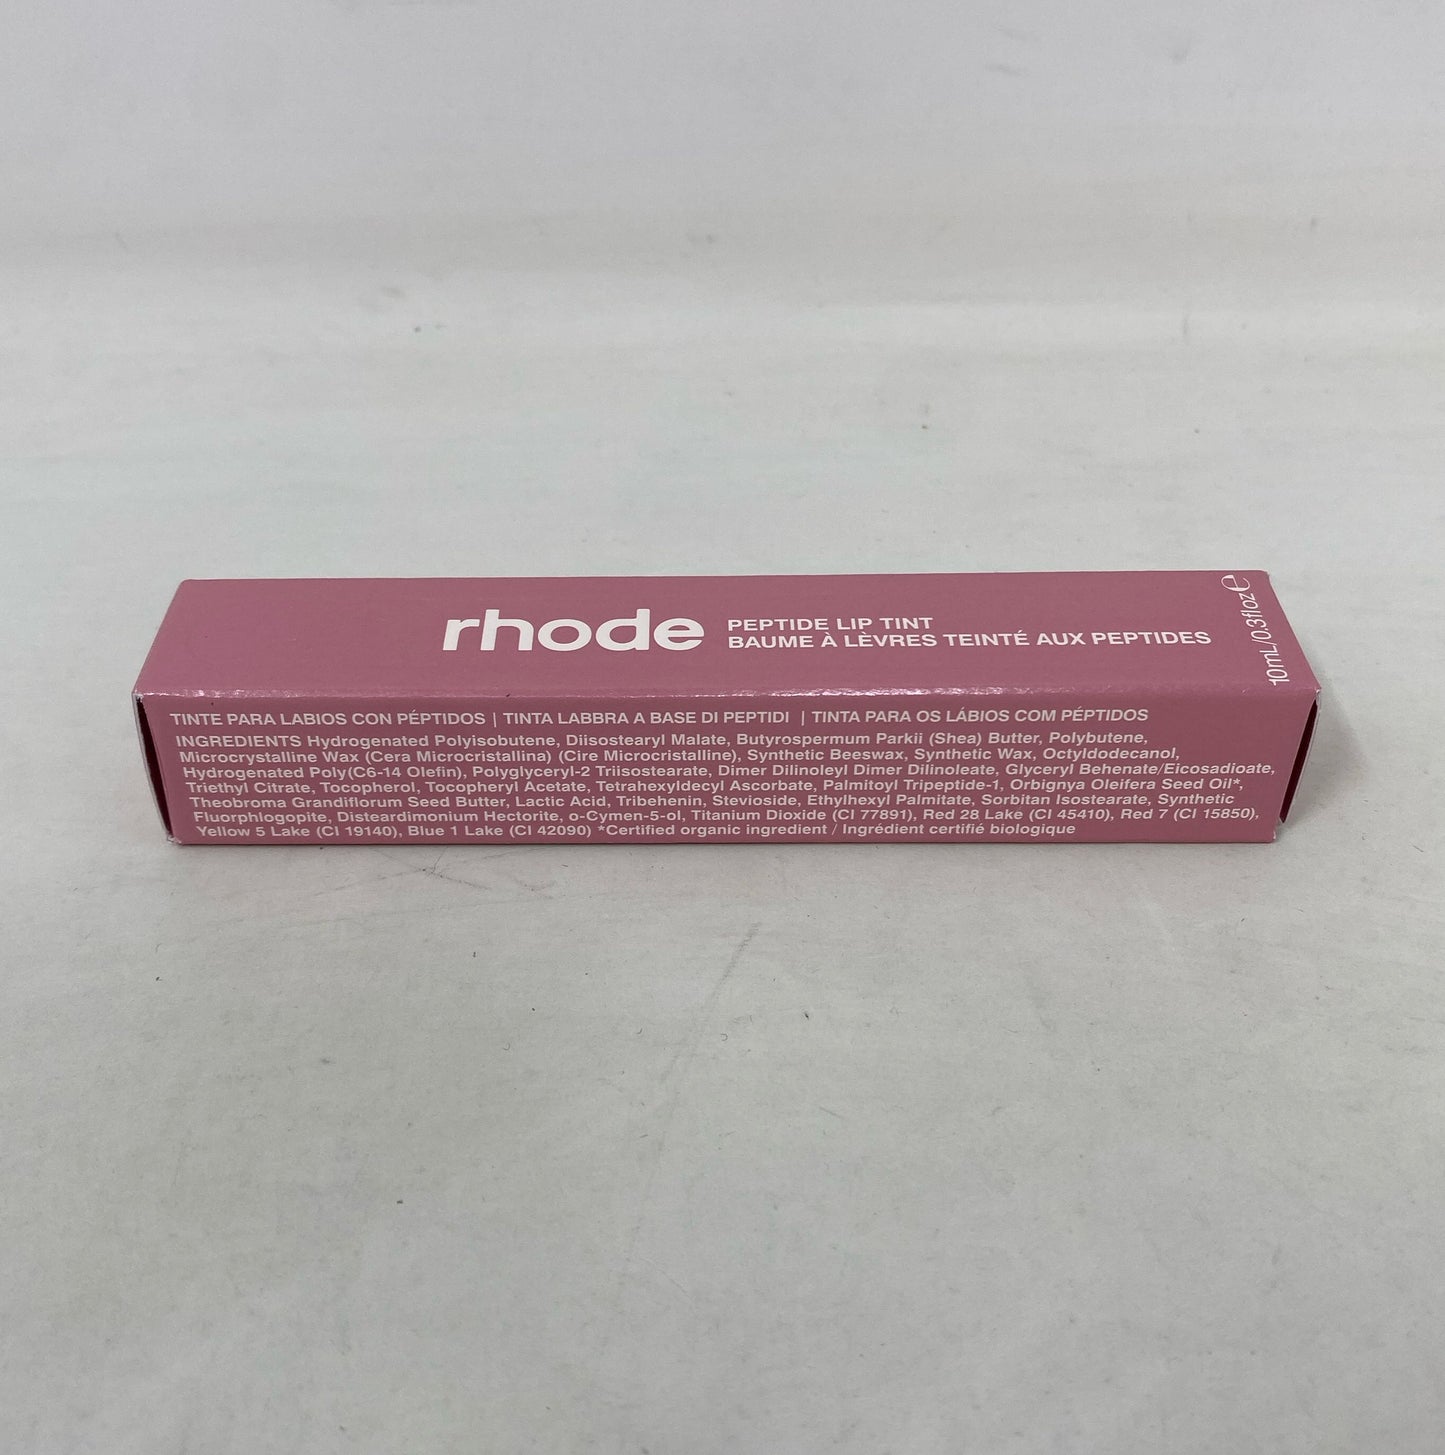 rhode
PEPTIDE LIP TINT
BAUME À LÈVRES TEINTÉ AUX PEPTIDES
10mL/0.3floz ℮
TINTE PARA LABIOS CON PÉPTIDOS | TINTA LABBRA A BASE DI PEPTIDI | TINTA PARA OS LÁBIOS COM PÉPTIDOS
INGREDIENTS Hydrogenated Polyisobutene, Diisostearyl Malate, Butyrospermum Parkii (Shea) Butter, Polybutene,
Microcrystalline Wax (Cera Microcristallina) (Cire Microcristalline), Synthetic Beeswax, Synthetic Wax, Octyldodecanol,
Hydrogenated Poly(C6-14 Olefin), Polyglyceryl-2 Triisostearate, Dimer Dilinoleyl Dimer Dilinoleate, Glyceryl Behenate/Eicosadioate,
Triethyl Citrate, Tocopherol, Tocopheryl Acetate, Tetrahexyldecyl Ascorbate, Palmitoyl Tripeptide-1, Orbignya Oleifera Seed Oil*,
Theobroma Grandiflorum Seed Butter, Lactic Acid, Tribehenin, Stevioside, Ethylhexyl Palmitate, Sorbitan Isostearate, Synthetic
Fluorphlogopite, Disteardimonium Hectorite, o-Cymen-5-ol, Titanium Dioxide (CI 77891), Red 28 Lake (CI 45410), Red 7 (CI 15850),
Yellow 5 Lake (CI 19140), Blue 1 Lake (CI 42090) *Certified organic ingredient / Ingrédient certifié biologique